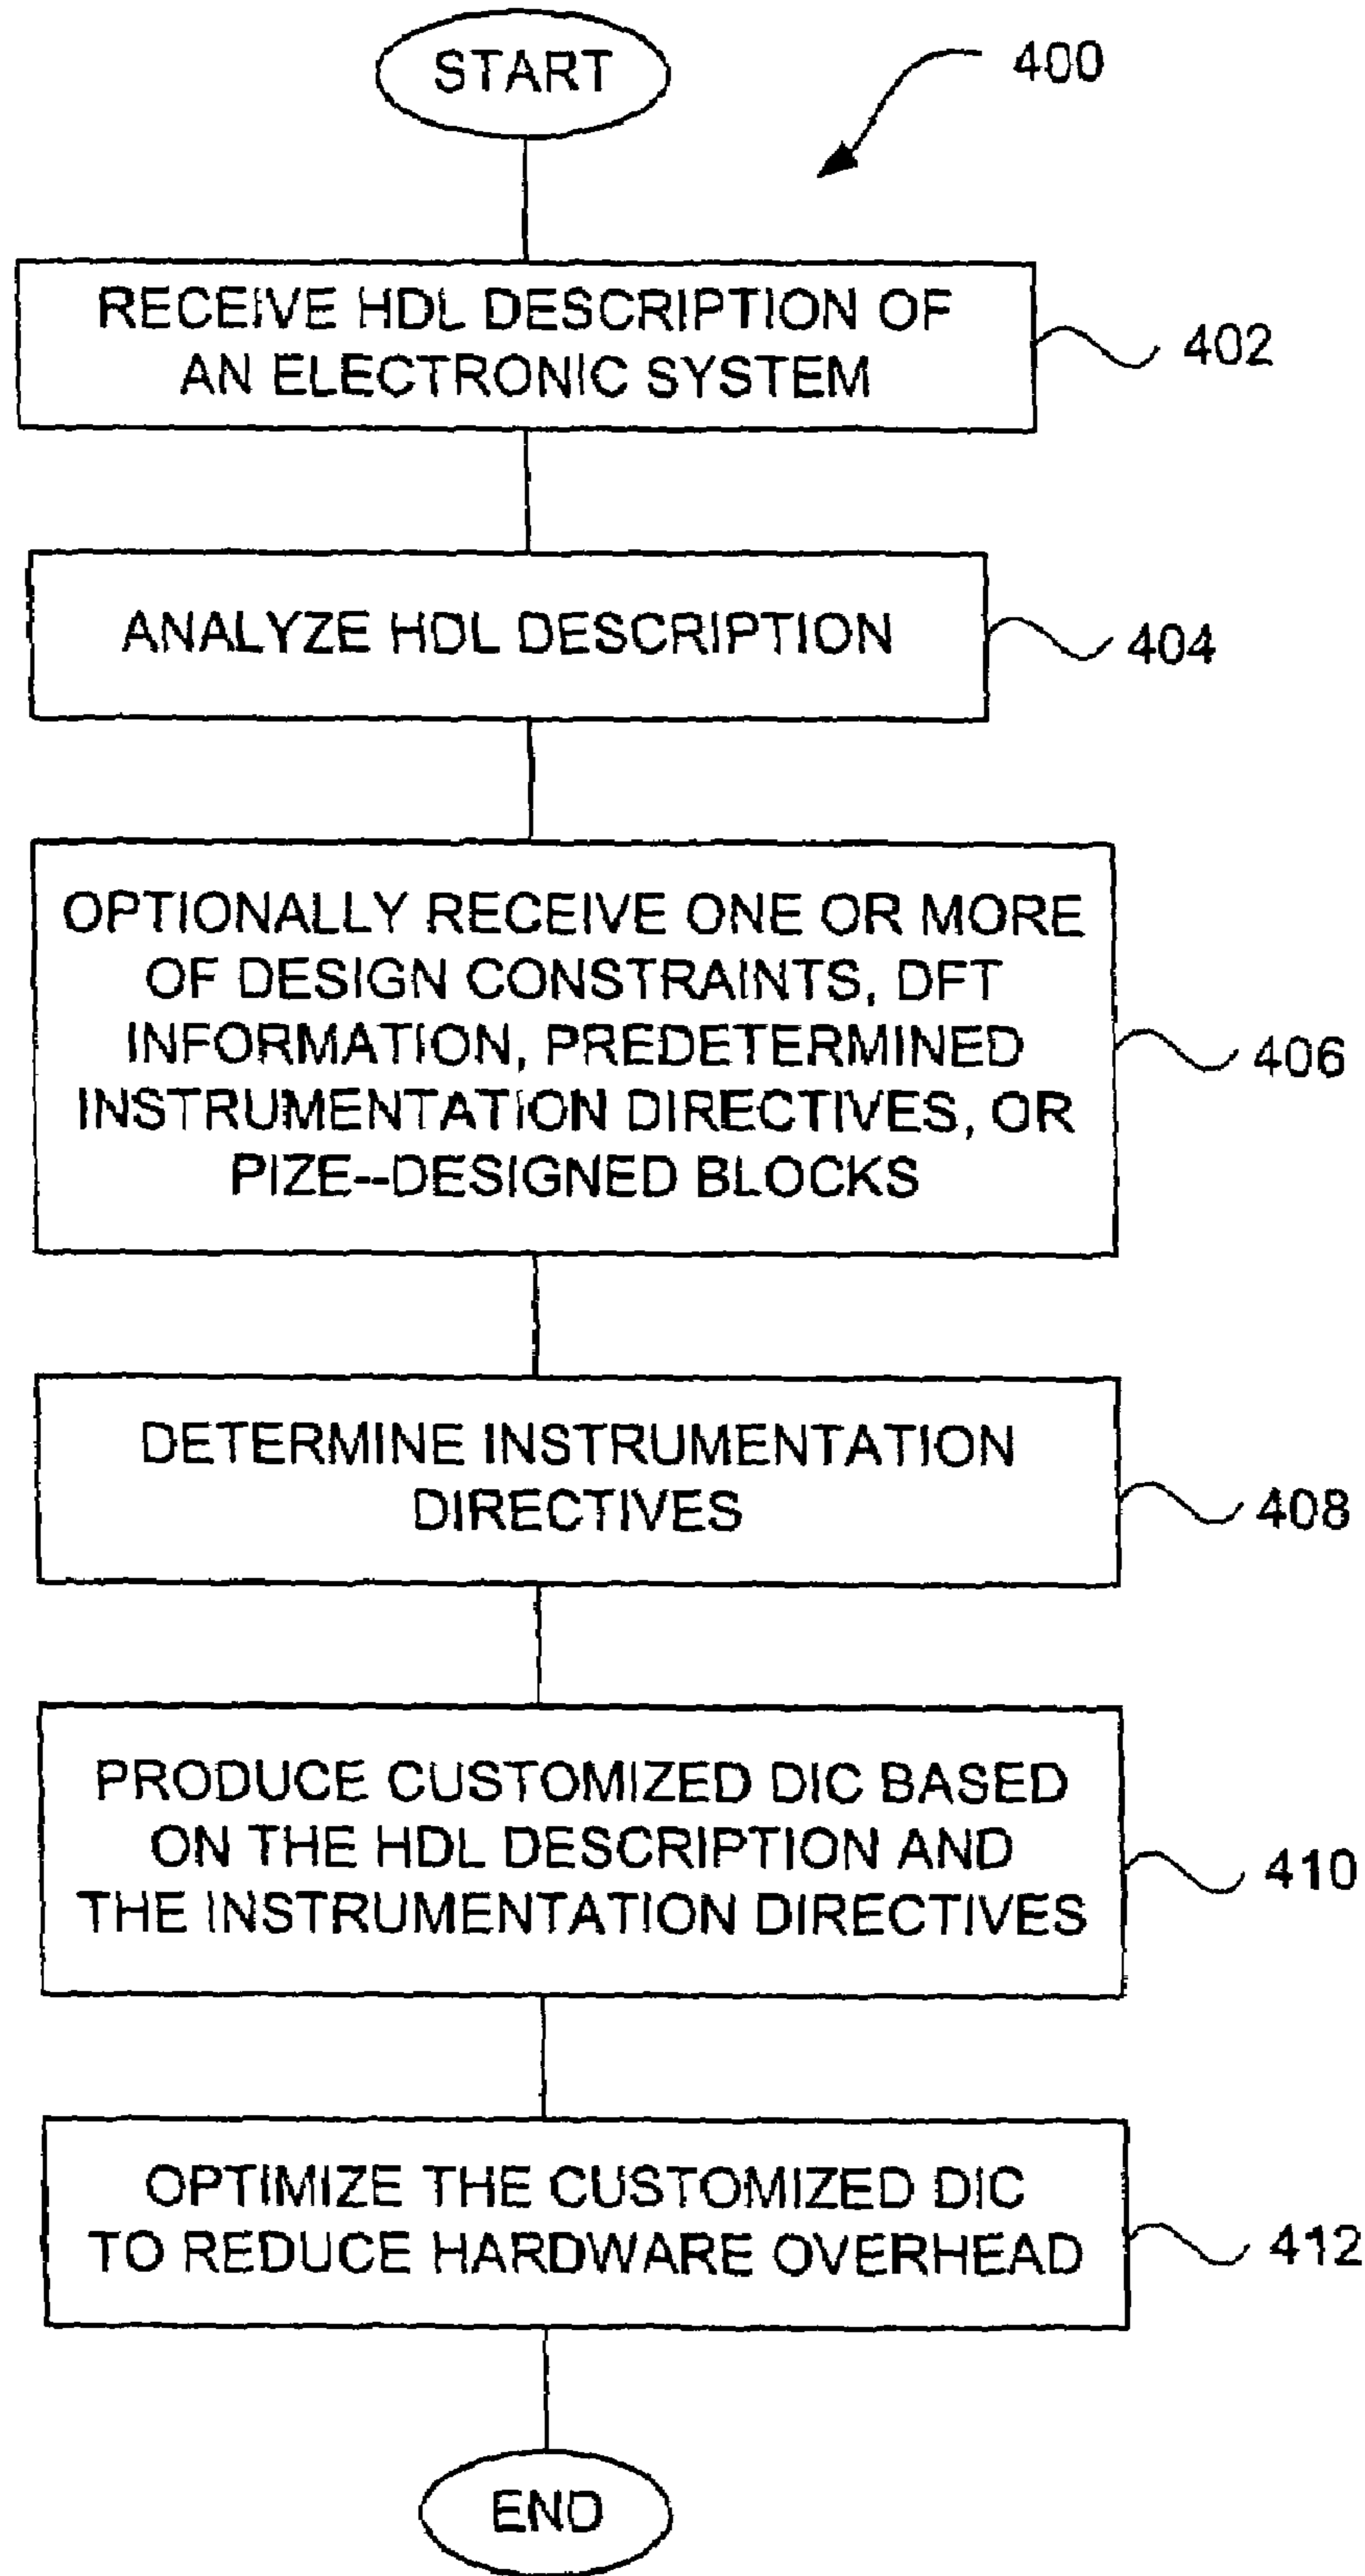 START
400
RECEIVE HDL DESCRIPTION OF
AN ELECTRONIC SYSTEM
402
ANALYZE HDL DESCRIPTION
404
OPTIONALLY RECEIVE ONE OR MORE
OF DESIGN CONSTRAINTS, DFT
INFORMATION, PREDETERMINED
INSTRUMENTATION DIRECTIVES, OR
PIZE--DESIGNED BLOCKS
406
DETERMINE INSTRUMENTATION
DIRECTIVES
408
PRODUCE CUSTOMIZED DIC BASED
ON THE HDL DESCRIPTION AND
THE INSTRUMENTATION DIRECTIVES
410
OPTIMIZE THE CUSTOMIZED DIC
TO REDUCE HARDWARE OVERHEAD
412
END